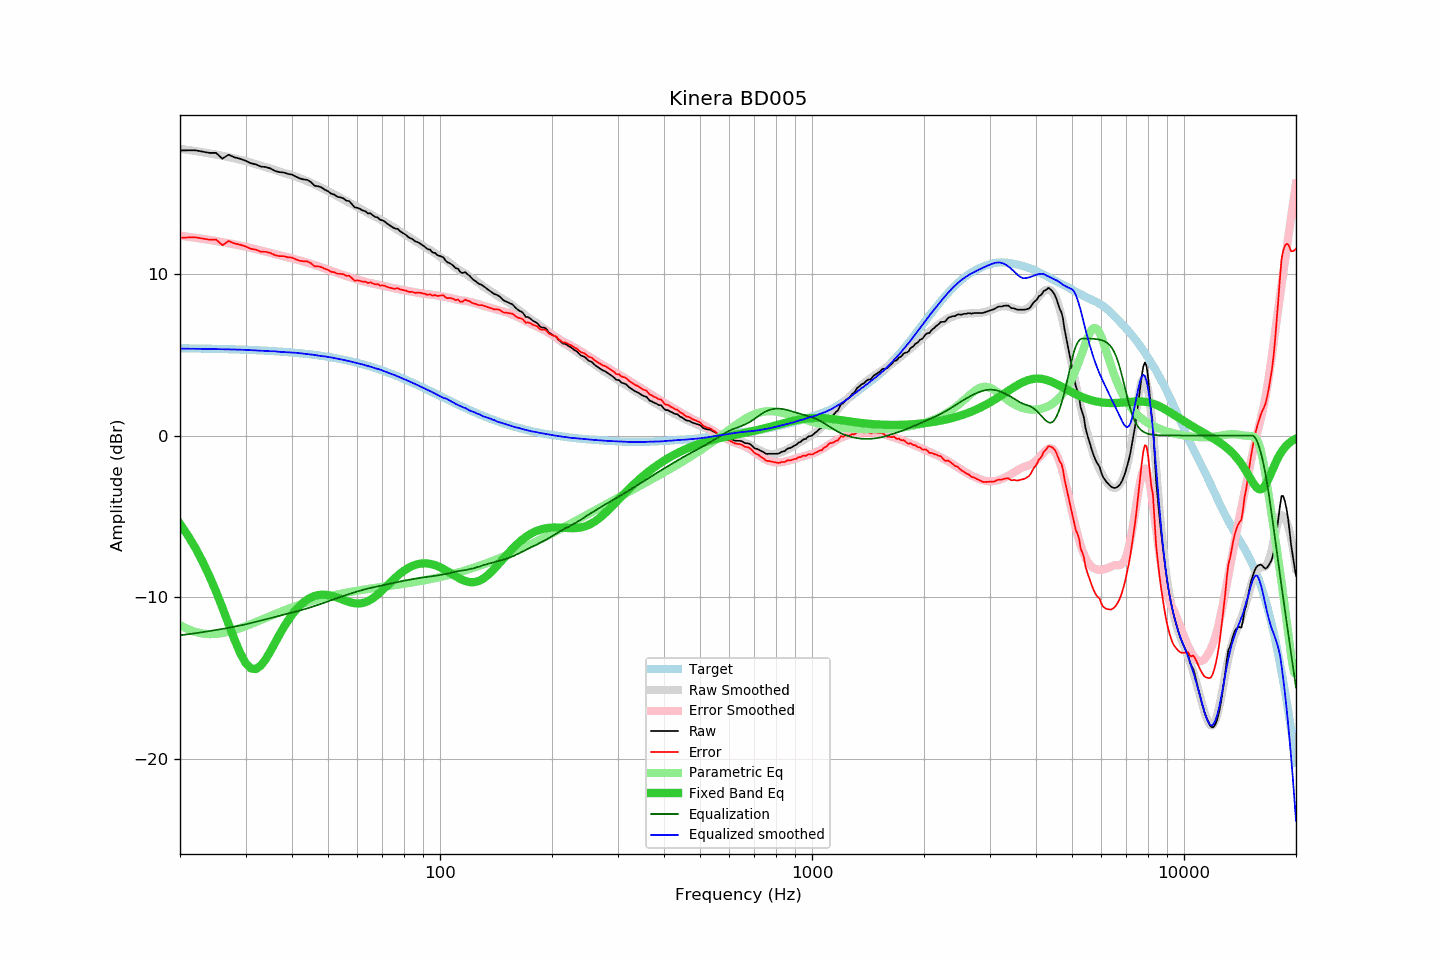 Kinera BD005
10
0
−10
−20
Amplitude (dBr)
Target
Raw Smoothed
Error Smoothed
Raw
Error
Parametric Eq
Fixed Band Eq
Equalization
Equalized smoothed
100
1000
10000
Frequency (Hz)